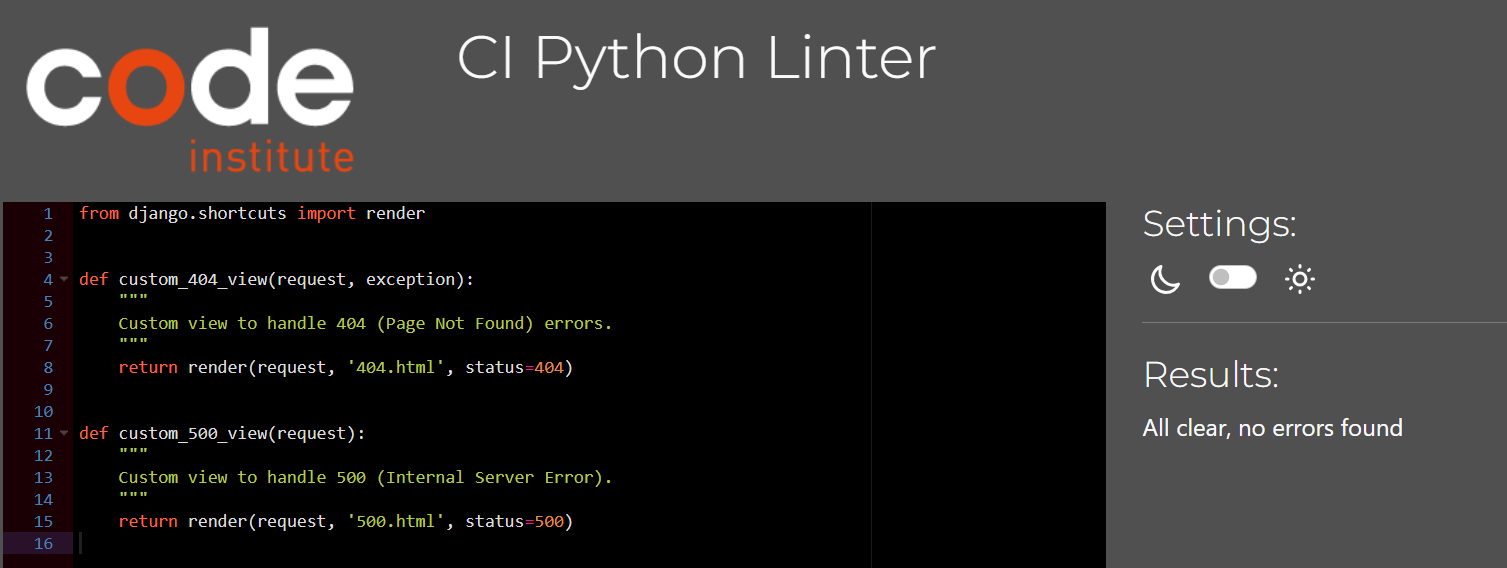 code
institute
CI Python Linter
1 from django.shortcuts import render
2
3
4 def custom_404_view(request, exception):
5     """
6     Custom view to handle 404 (Page Not Found) errors.
7     """
8     return render(request, '404.html', status=404)
9
10
11 def custom_500_view(request):
12     """
13     Custom view to handle 500 (Internal Server Error).
14     """
15     return render(request, '500.html', status=500)
16
Settings:
Results:
All clear, no errors found